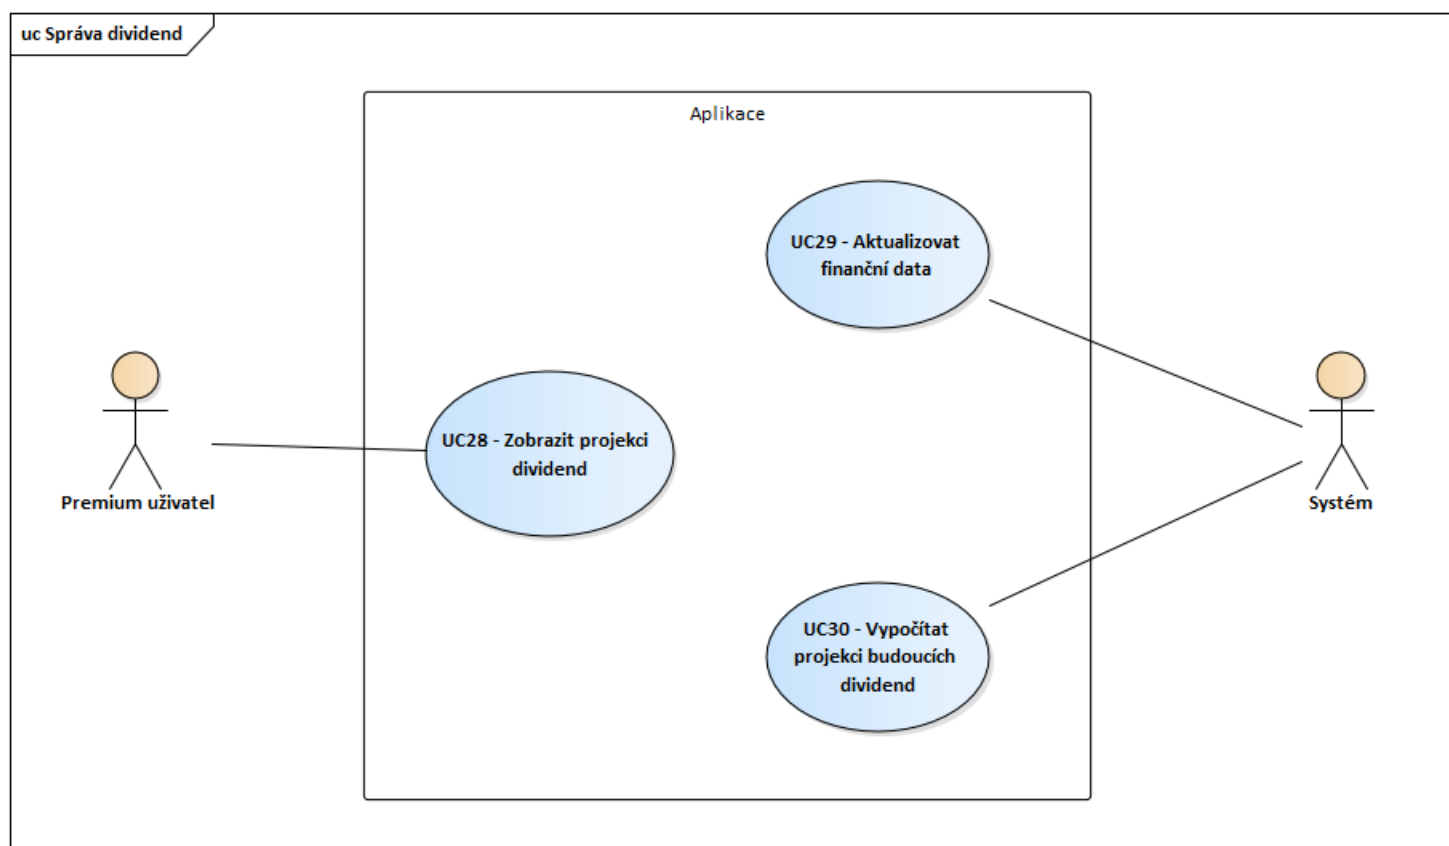 uc Správa dividend
Aplikace
UC29 - Aktualizovat
finanční data
UC28 - Zobrazit projekci
dividend
Premium uživatel
Systém
UC30 - Vypočítat
projekci budoucích
dividend